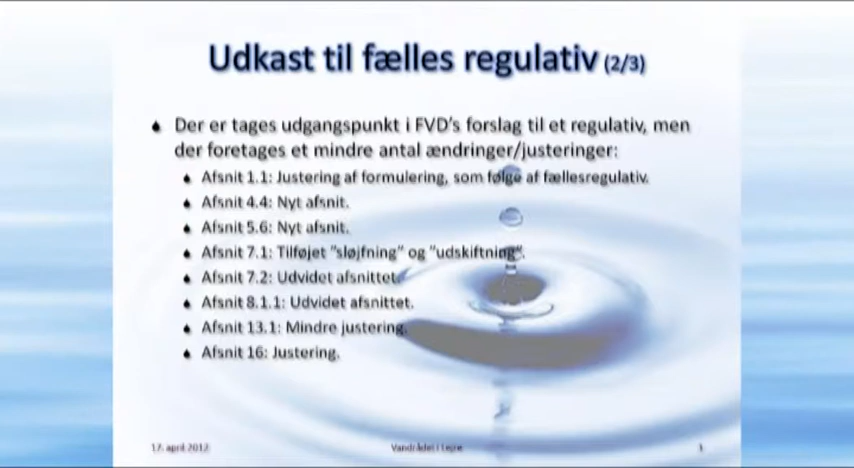 Udkast til fælles regulativ (2/3)
Der er tages udgangspunkt i FVD's forslag til et regulativ, men
der foretages et mindre antal ændringer/justeringer:
Afsnit 1.1: Justering af formulering, som følge af fællesregulativ.
Afsnit 4.4: Nyt afsnit.
Afsnit 5.6: Nyt afsnit.
Afsnit 7.1: Tilføjet "sløjfning" og "udskiftning".
Afsnit 7.2: Udvidet afsnittet.
Afsnit 8.1.1: Udvidet afsnittet.
Afsnit 13.1: Mindre justering.
Afsnit 16: Justering.
17. april 2012 Vandrådet i Lejre